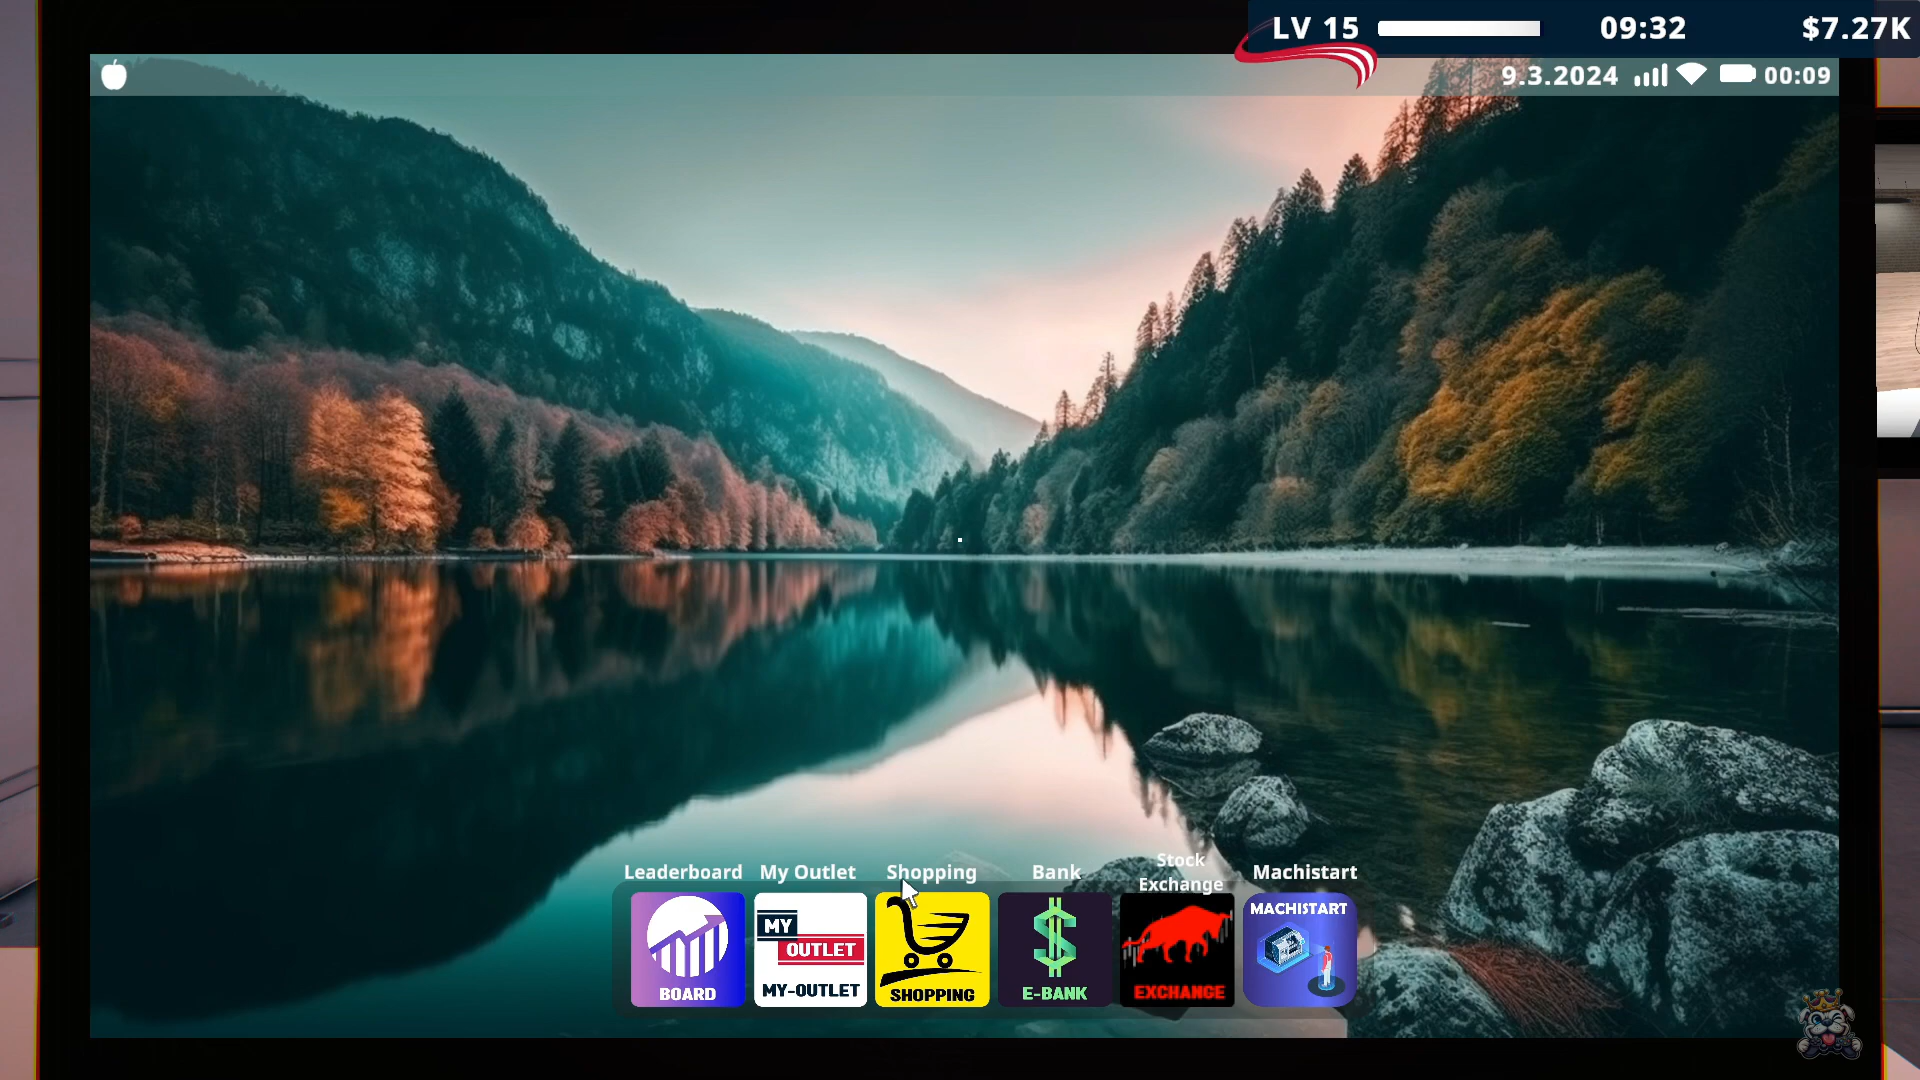 LV 15 09:32 $7.27K
9.3.2024 00:09
Leaderboard My Outlet Shopping Bank Stock Exchange Machistart
BOARD
MY
OUTLET
MY-OUTLET
SHOPPING
E-BANK
EXCHANGE
MACHISTART